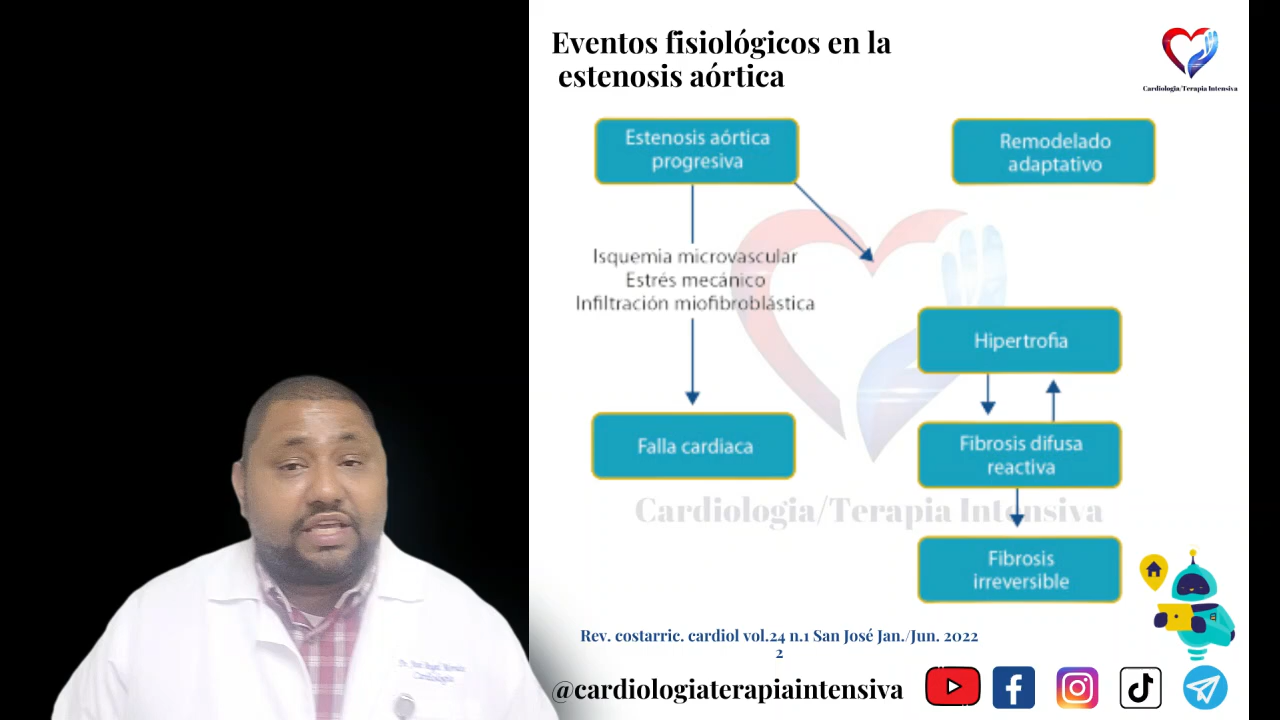 Eventos fisiológicos en la
estenosis aórtica
Cardiologia/Terapia Intensiva
Estenosis aórtica
progresiva
Remodelado
adaptativo
Isquemia microvascular
Estrés mecánico
Infiltración miofibroblástica
Hipertrofia
Falla cardiaca
Fibrosis difusa
reactiva
Cardiologia/Terapia Intensiva
Fibrosis
irreversible
Rev. costarric. cardiol vol.24 n.1 San José Jan./Jun. 2022
2
@cardiologiaterapiaintensiva